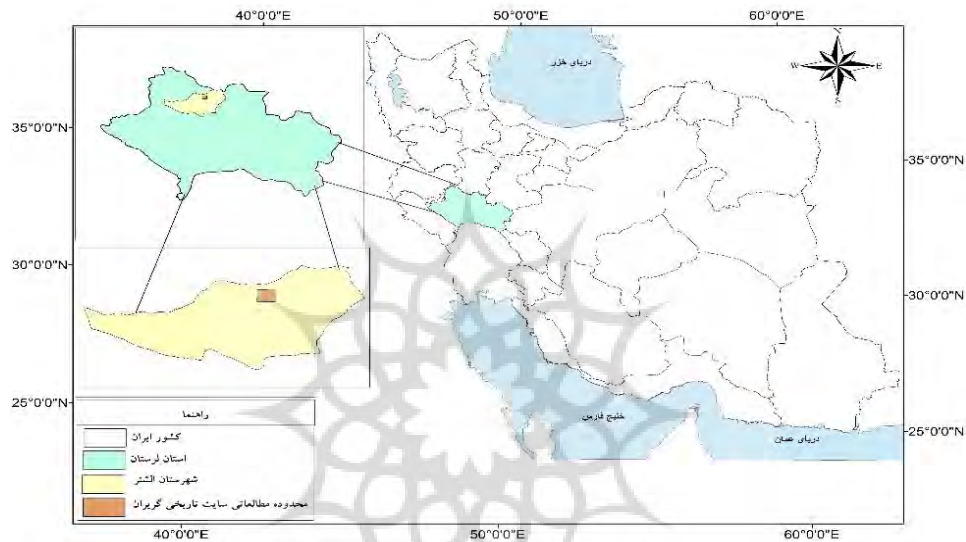 40°0'0"E 50°0'0"E 60°0'0"E
دریای خزر
N
W E
S
35°0'0"N 35°0'0"N
30°0'0"N 30°0'0"N
25°0'0"N 25°0'0"N
خلیج فارس
دریای عمان
راهنما
کشور ایران
استان لرستان
شهرستان الشتر
محدوده مطالعاتی سایت تاریخی گریران
40°0'0"E 50°0'0"E 60°0'0"E